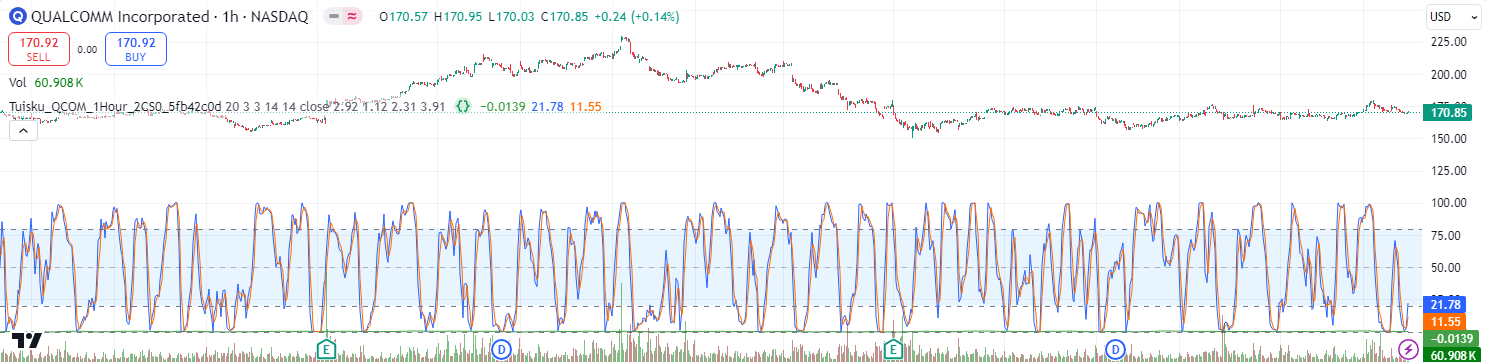 QUALCOMM Incorporated · 1h · NASDAQ O170.57 H170.95 L170.03 C170.85 +0.24 (+0.14%)
USD
170.92 SELL
0.00
170.92 BUY
Vol 60.908 K
Tuisku_QCOM_1Hour_2CS0_5fb42c0d 20 3 3 14 14 close 2.92 1.12 2.31 3.91 {} −0.0139 21.78 11.55
225.00
200.00
170.85
150.00
125.00
100.00
75.00
50.00
21.78
11.55
−0.0139
60.908 K
E
D
E
D